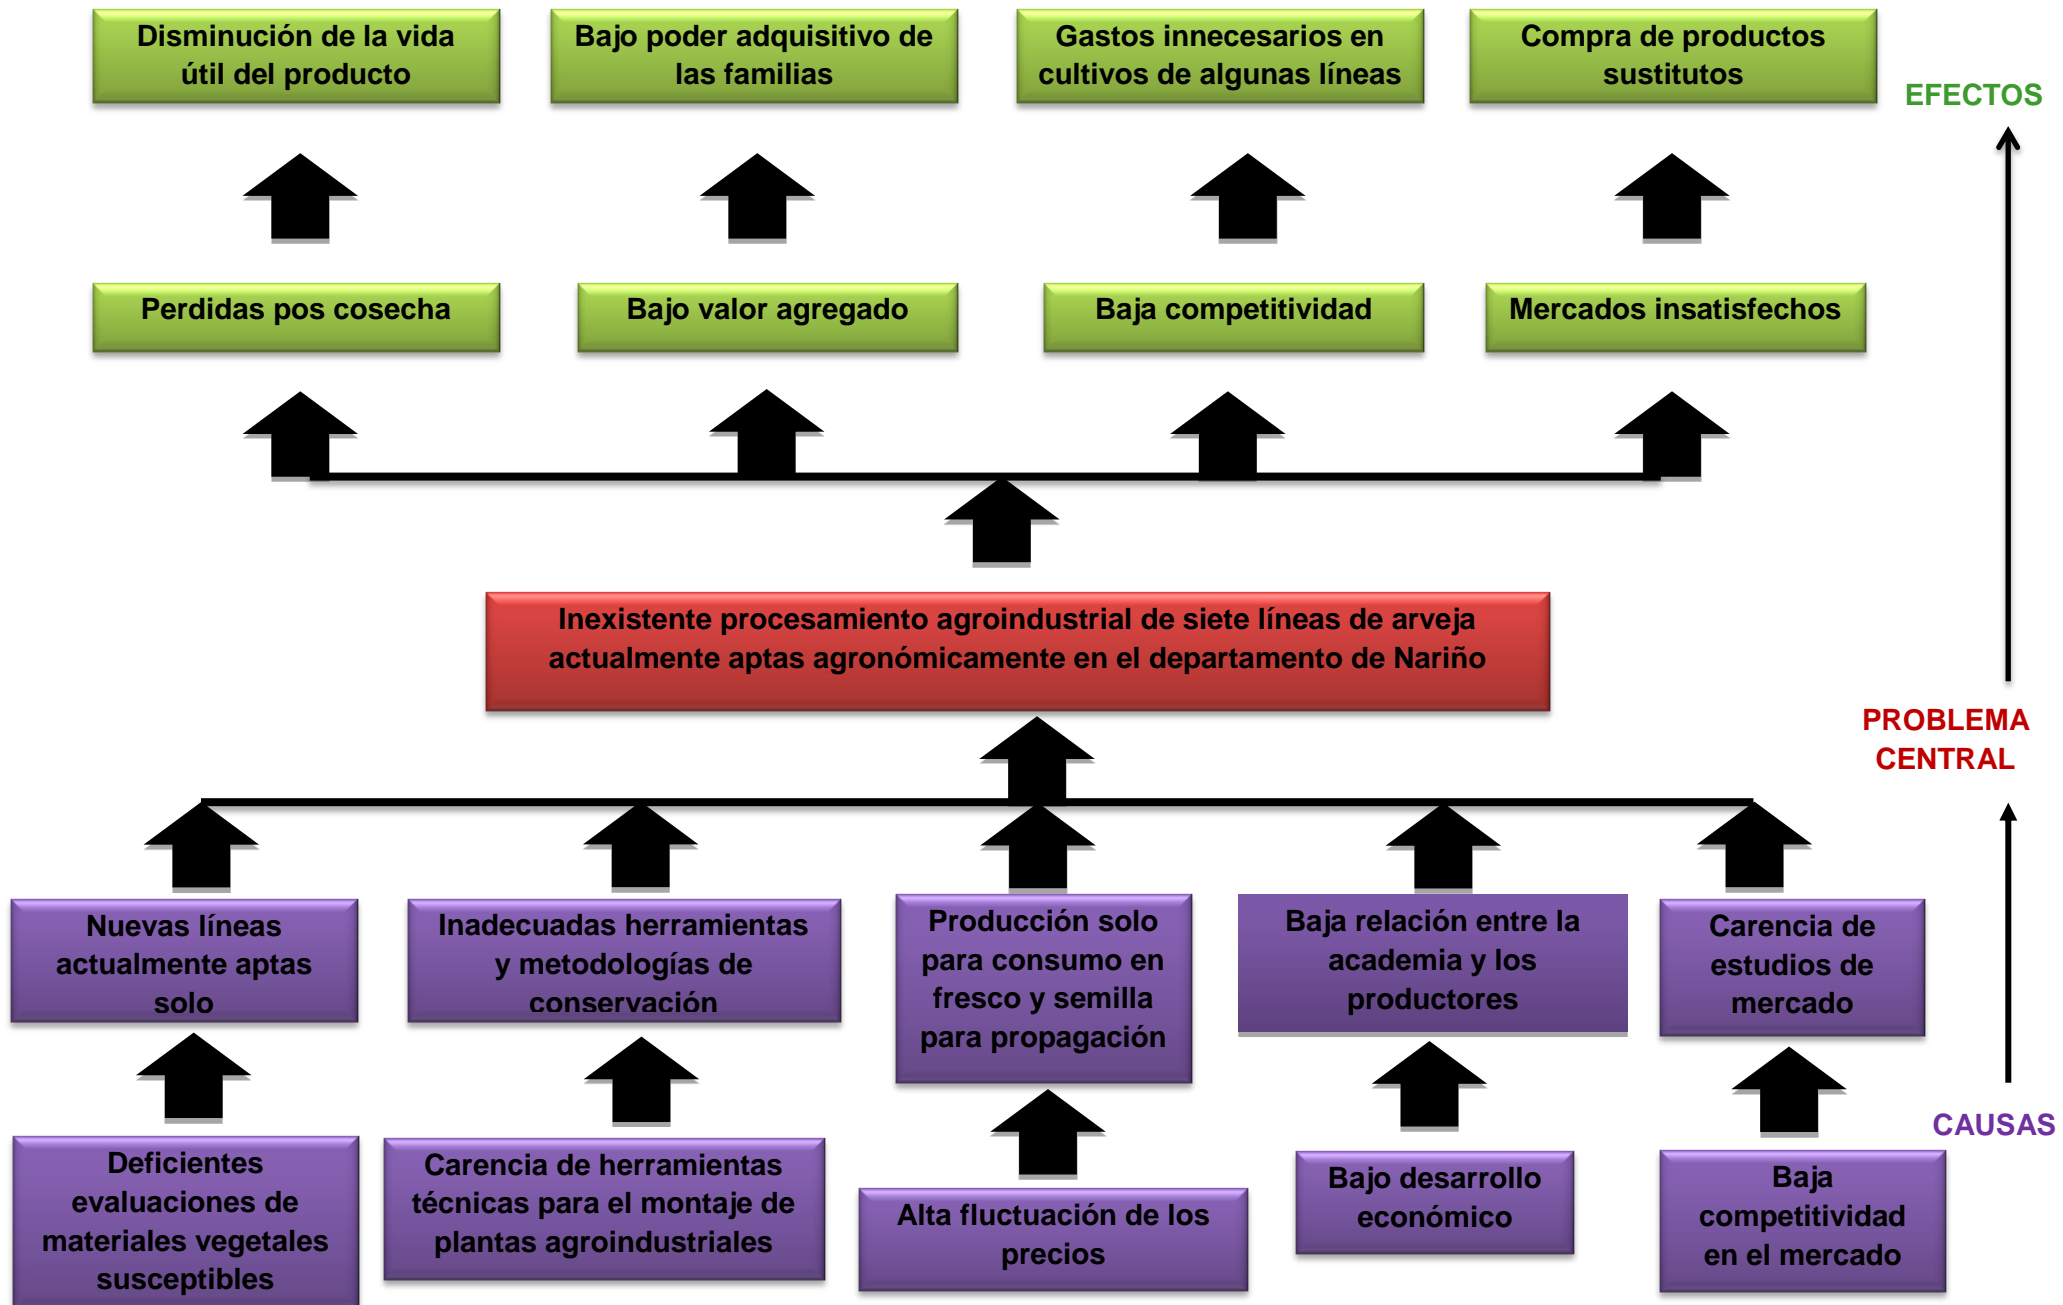 Disminución de la vida
útil del producto
Bajo poder adquisitivo de
las familias
Gastos innecesarios en
cultivos de algunas líneas
Compra de productos
sustitutos
EFECTOS
Perdidas pos cosecha
Bajo valor agregado
Baja competitividad
Mercados insatisfechos
Inexistente procesamiento agroindustrial de siete líneas de arveja
actualmente aptas agronómicamente en el departamento de Nariño
PROBLEMA
CENTRAL
Nuevas líneas
actualmente aptas
solo
Inadecuadas herramientas
y metodologías de
conservación
Producción solo
para consumo en
fresco y semilla
para propagación
Baja relación entre la
academia y los
productores
Carencia de
estudios de
mercado
CAUSAS
Deficientes
evaluaciones de
materiales vegetales
susceptibles
Carencia de herramientas
técnicas para el montaje de
plantas agroindustriales
Alta fluctuación de los
precios
Bajo desarrollo
económico
Baja
competitividad
en el mercado